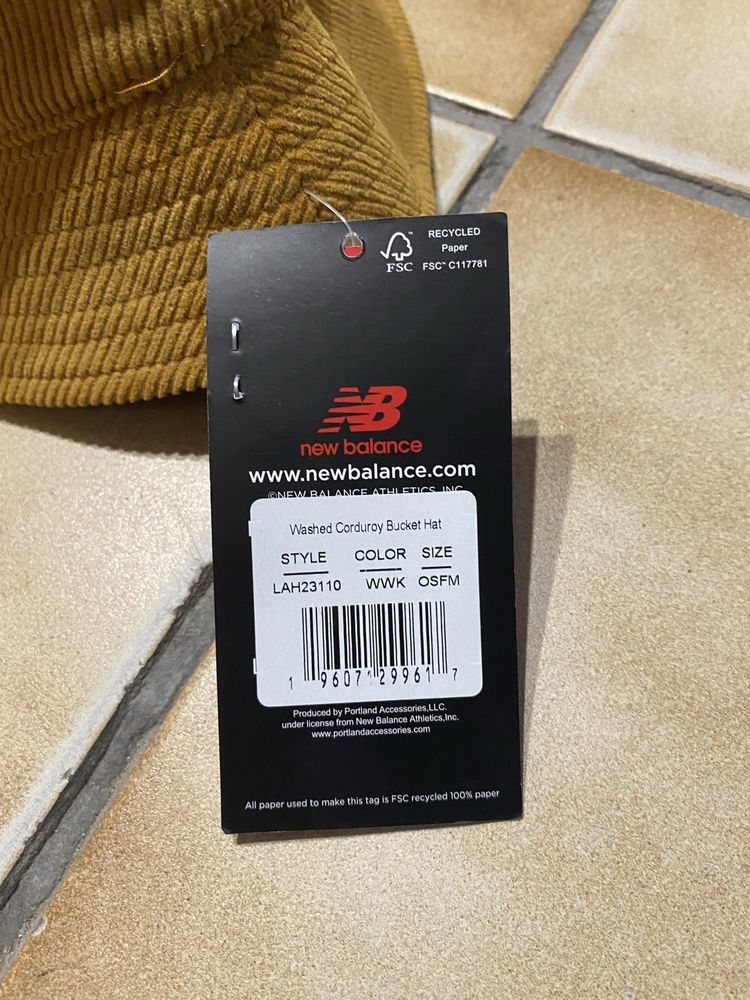 RECYCLED
Paper
FSC™ C117781
FSC
NB
new balance
www.newbalance.com
©NEW BALANCE ATHLETICS, INC
Washed Corduroy Bucket Hat
STYLE COLOR SIZE
LAH23110 WWK OSFM
1 96071 29961 7
Produced by Portland Accessories,LLC.
under license from New Balance Athletics,Inc.
www.portlandaccessories.com
All paper used to make this tag is FSC recycled 100% paper